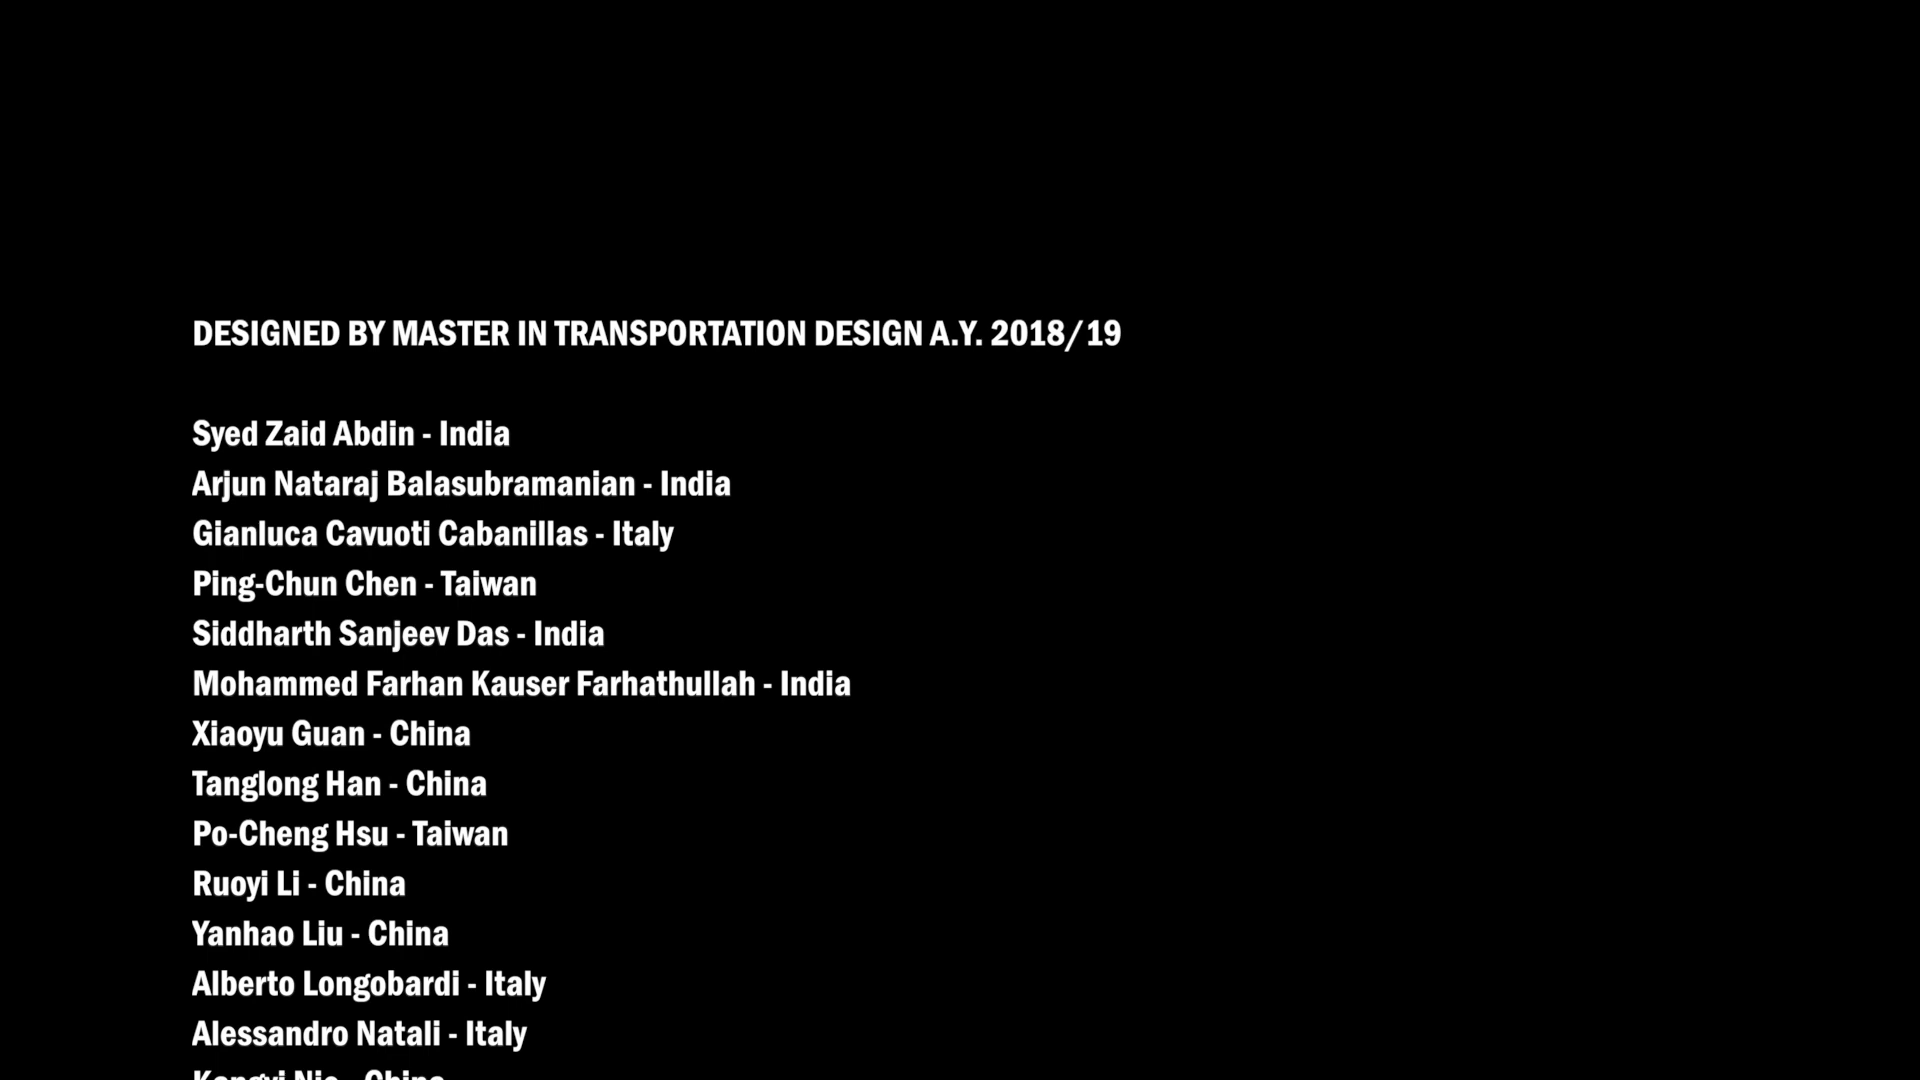 DESIGNED BY MASTER IN TRANSPORTATION DESIGN A.Y. 2018/19
Syed Zaid Abdin - India
Arjun Nataraj Balasubramanian - India
Gianluca Cavuoti Cabanillas - Italy
Ping-Chun Chen - Taiwan
Siddharth Sanjeev Das - India
Mohammed Farhan Kauser Farhathullah - India
Xiaoyu Guan - China
Tanglong Han - China
Po-Cheng Hsu - Taiwan
Ruoyi Li - China
Yanhao Liu - China
Alberto Longobardi - Italy
Alessandro Natali - Italy
- China